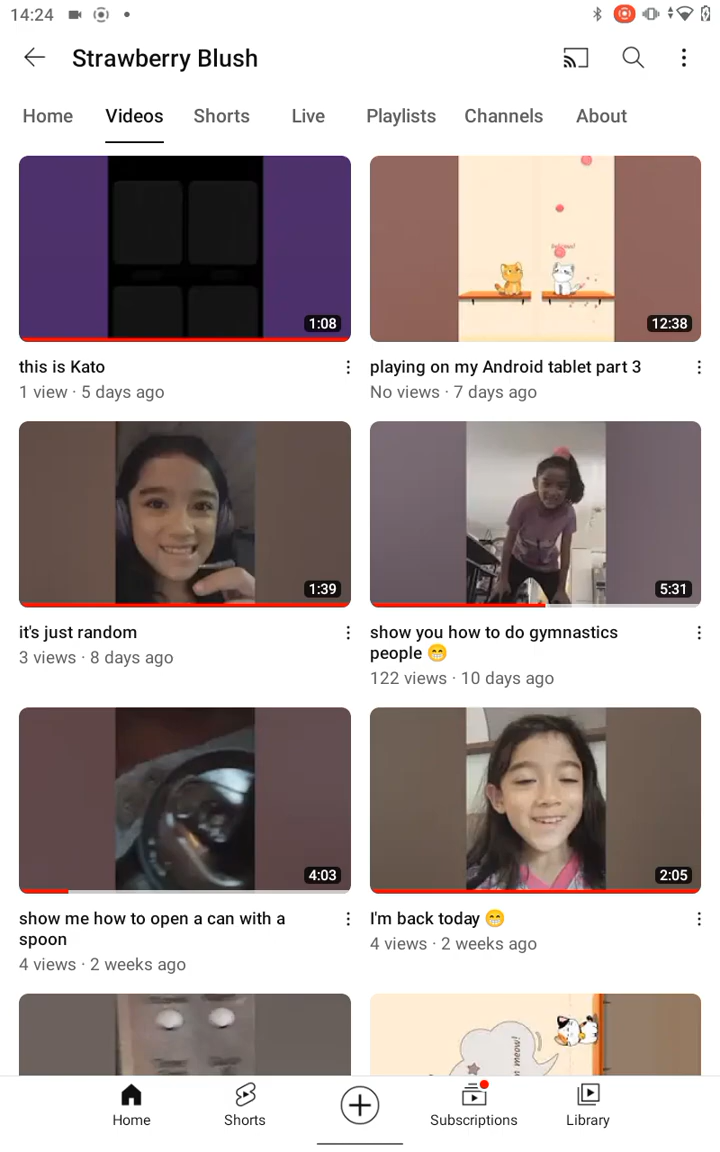 14:24
Strawberry Blush
Home Videos Shorts Live Playlists Channels About
1:08
12:38
this is Kato
1 view · 5 days ago
playing on my Android tablet part 3
No views · 7 days ago
1:39
5:31
it's just random
3 views · 8 days ago
show you how to do gymnastics
people 😁
122 views · 10 days ago
4:03
2:05
show me how to open a can with a
spoon
4 views · 2 weeks ago
I'm back today 😁
4 views · 2 weeks ago
meow!
Home Shorts Subscriptions Library